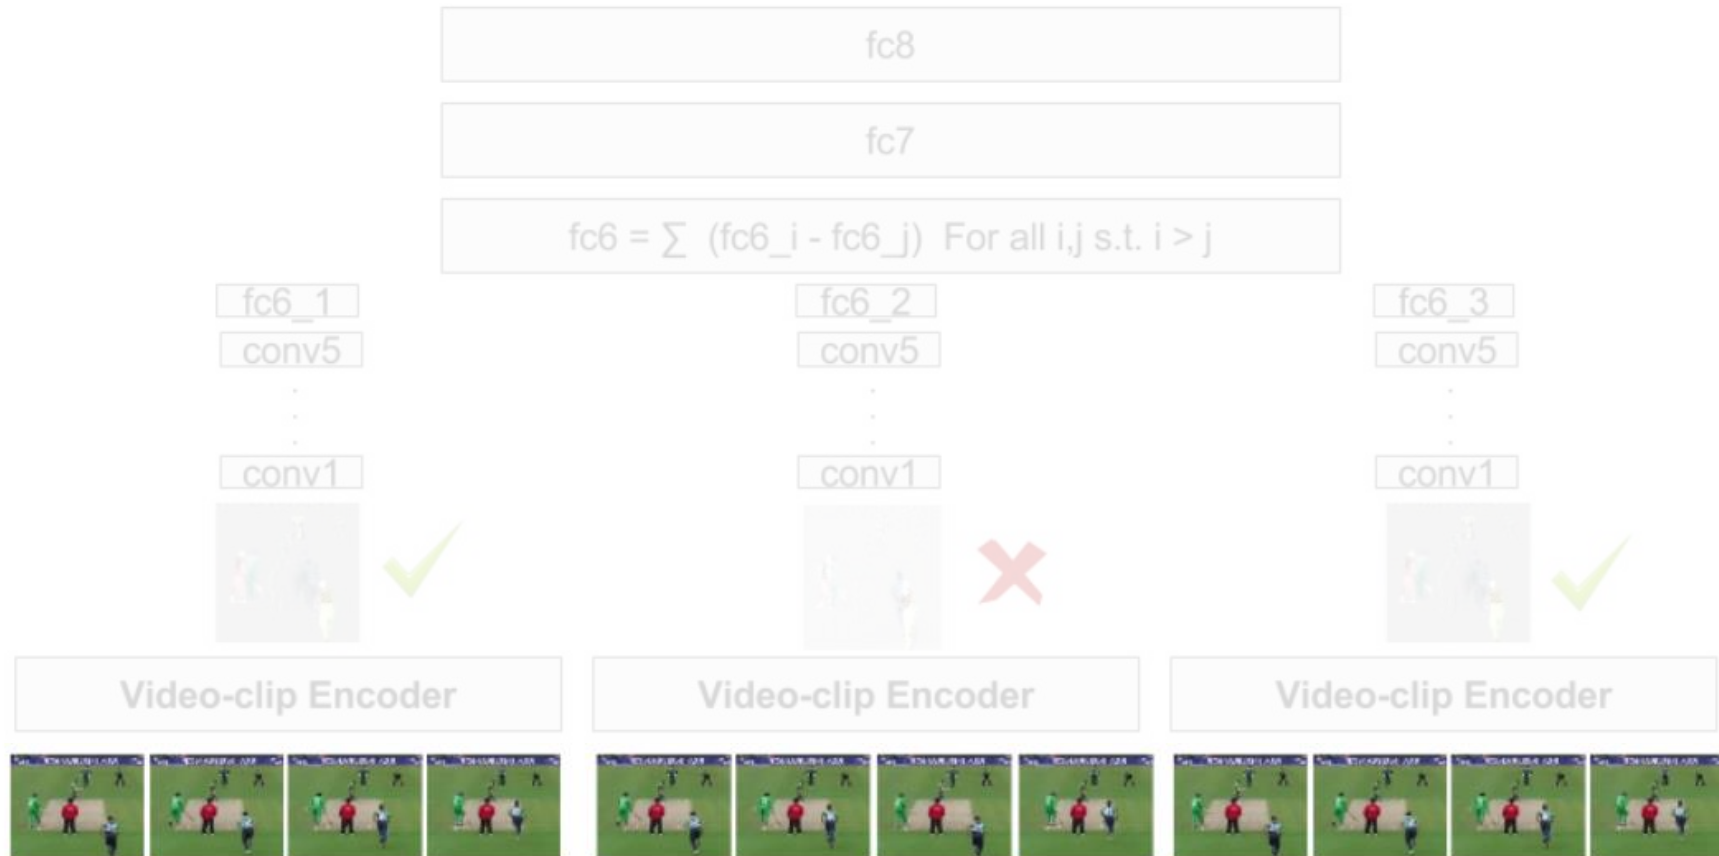 fc8
fc7
fc6 = ∑ (fc6_i - fc6_j) For all i,j s.t. i > j
fc6_1 fc6_2 fc6_3
conv5 conv5 conv5
conv1 conv1 conv1
Video-clip Encoder Video-clip Encoder Video-clip Encoder